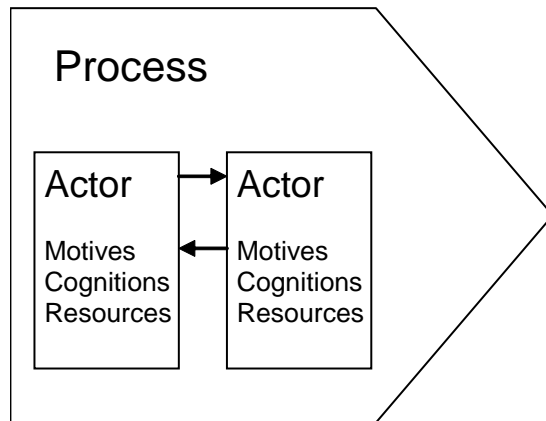 Process
Actor
Motives
Cognitions
Resources
Actor
Motives
Cognitions
Resources